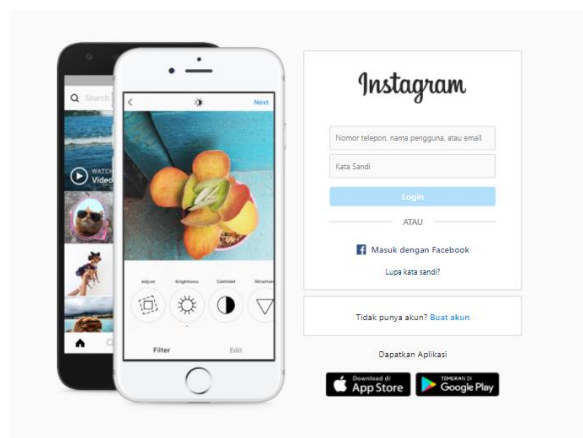 Search
WATCH
Video
Next
Adjust
Brightness
Contrast
Structure
Filter
Edit
Instagram
Nomor telepon, nama pengguna, atau email
Kata Sandi
Login
ATAU
Masuk dengan Facebook
Lupa kata sandi?
Tidak punya akun? Buat akun
Dapatkan Aplikasi
Download di
App Store
TEMUKAN DI
Google Play